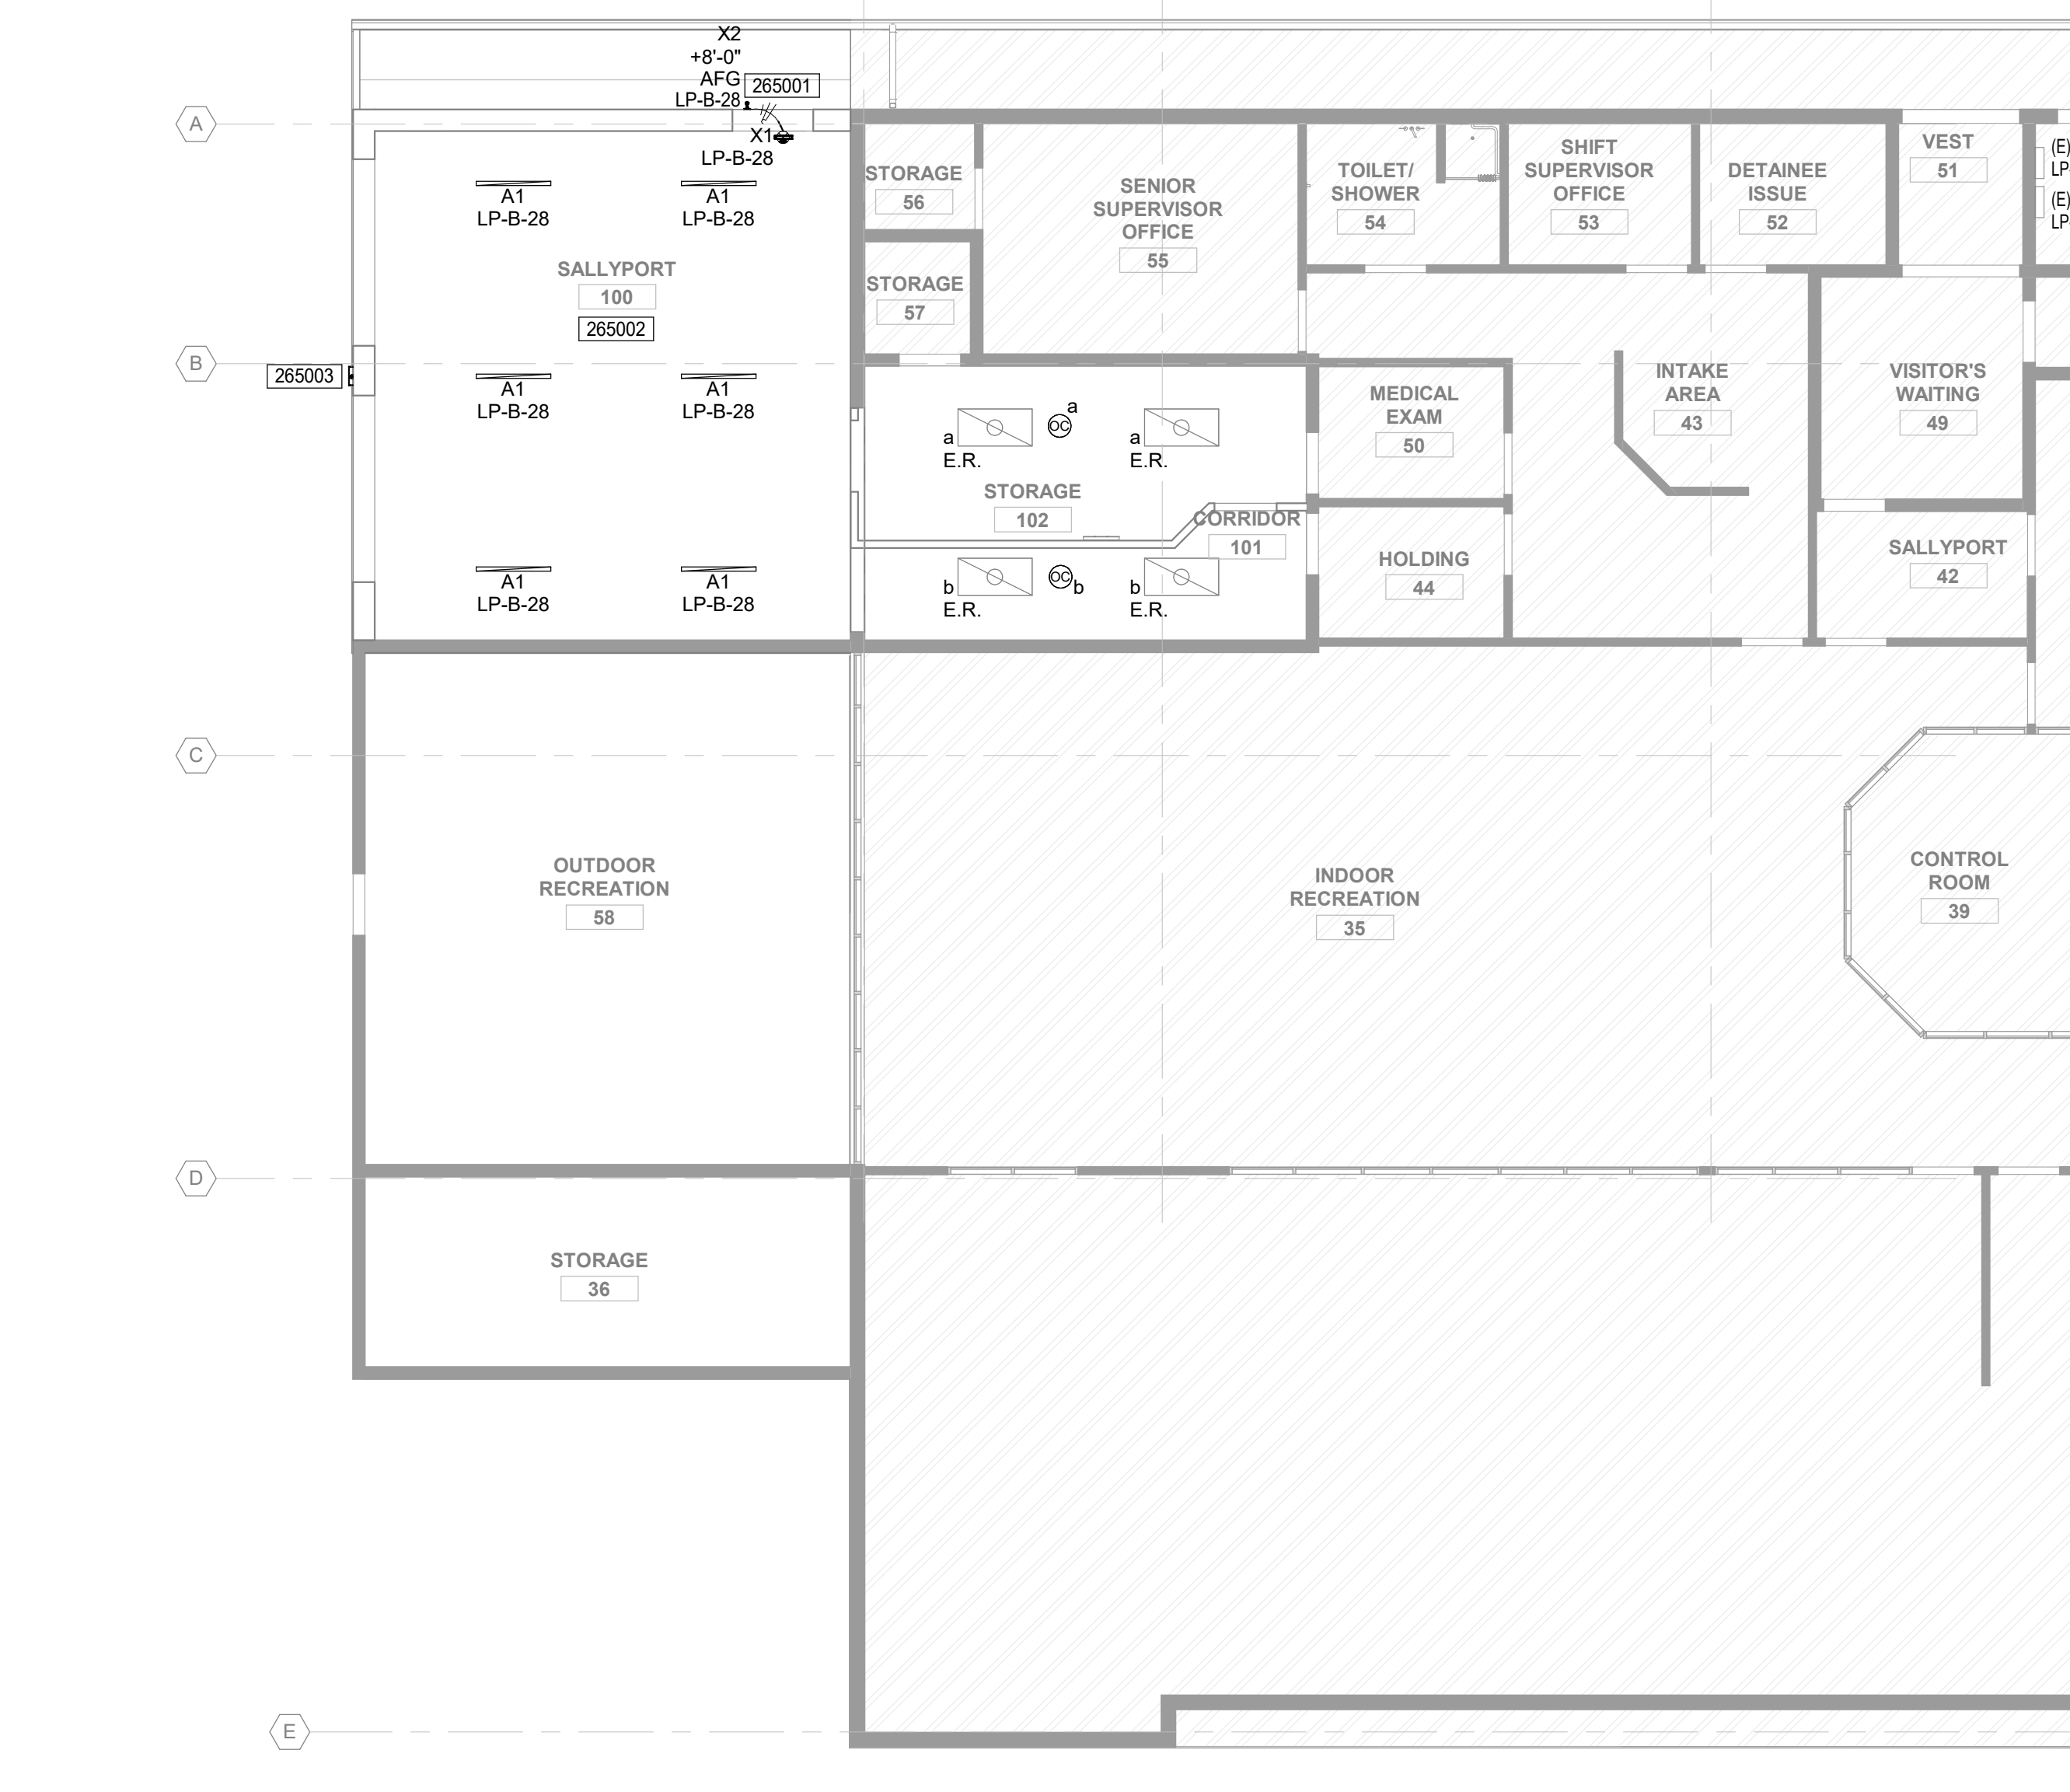 X2
+8'-0"
AFG
265001
LP-B-28
A
X1
LP-B-28
A1
LP-B-28
A1
LP-B-28
SALLYPORT
100
265002
STORAGE
56
STORAGE
57
SENIOR
SUPERVISOR
OFFICE
55
TOILET/
SHOWER
54
SHIFT
SUPERVISOR
OFFICE
53
DETAINEE
ISSUE
52
VEST
51
(E)
LP-
(E)
LP-
B
265003
A1
LP-B-28
A1
LP-B-28
a
OC
a
E.R.
a
E.R.
STORAGE
102
CORRIDOR
101
MEDICAL
EXAM
50
INTAKE
AREA
43
VISITOR'S
WAITING
49
A1
LP-B-28
A1
LP-B-28
b
E.R.
OC
b
b
E.R.
HOLDING
44
SALLYPORT
42
C
OUTDOOR
RECREATION
58
INDOOR
RECREATION
35
CONTROL
ROOM
39
D
STORAGE
36
E